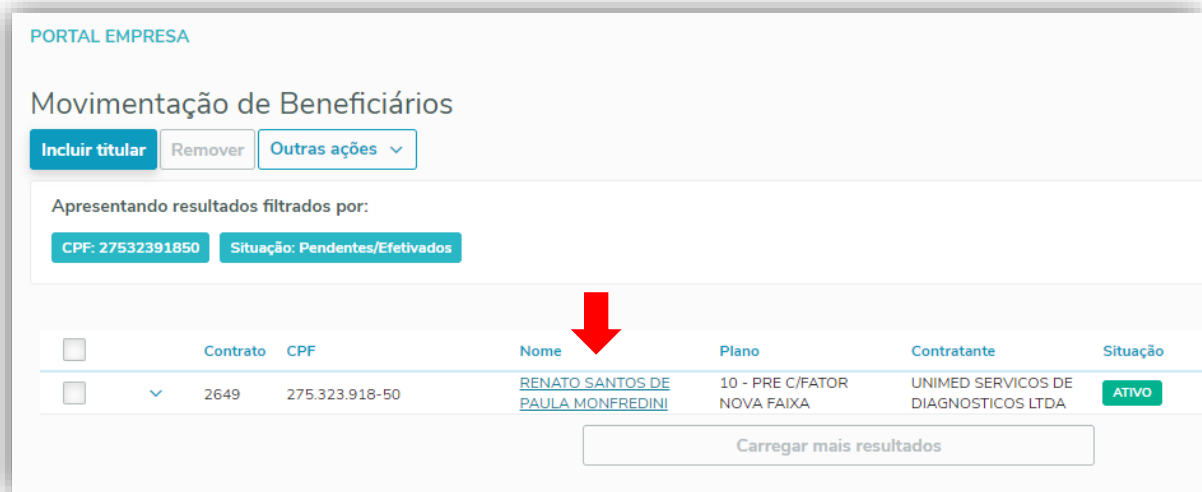 PORTAL EMPRESA
Movimentação de Beneficiários
Incluir titular Remover Outras ações
Apresentando resultados filtrados por:
CPF: 27532391850 Situação: Pendentes/Efetivados
Contrato CPF Nome Plano Contratante Situação
2649 275.323.918-50 RENATO SANTOS DE 10 - PRE C/FATOR UNIMED SERVICOS DE ATIVO
PAULA MONFREDINI NOVA FAIXA DIAGNOSTICOS LTDA
Carregar mais resultados